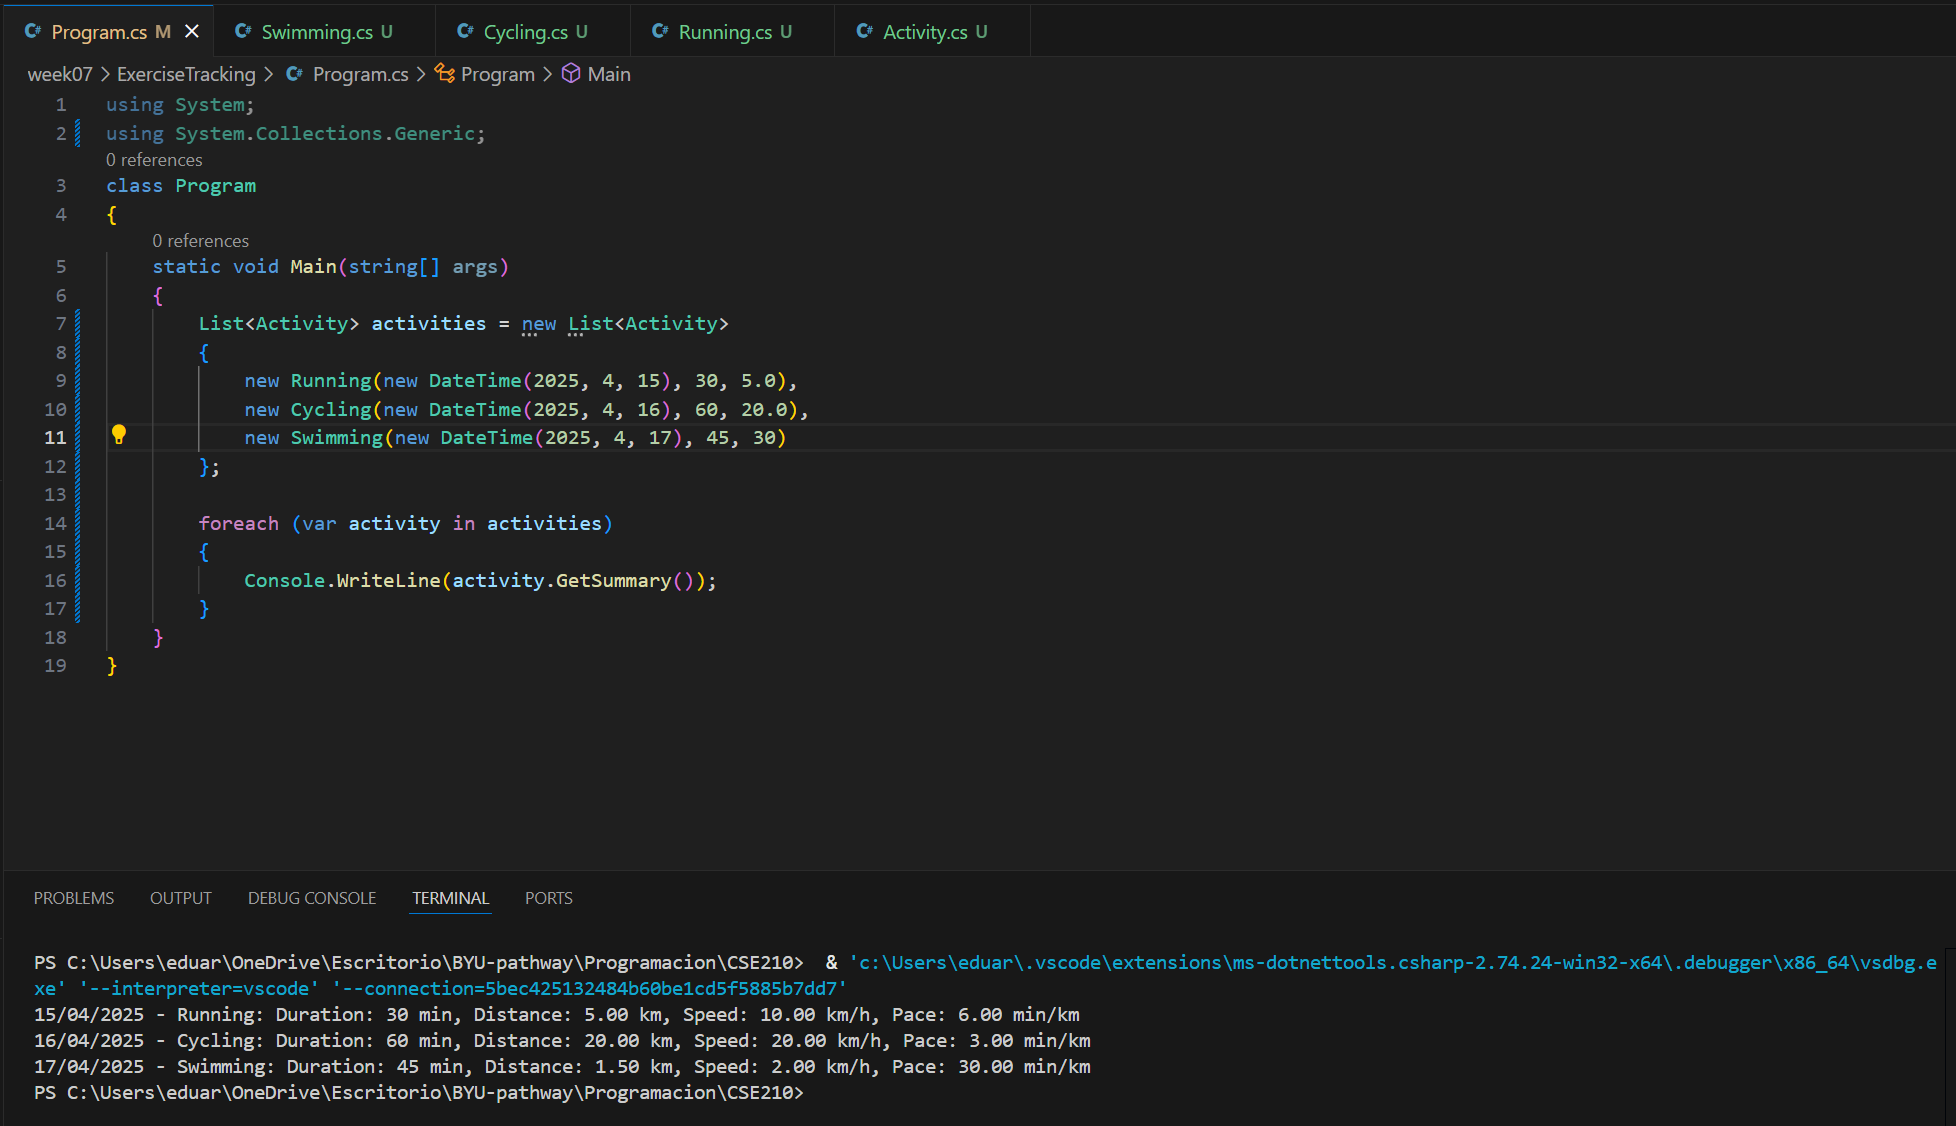 Program.cs M Swimming.cs U Cycling.cs U Running.cs U Activity.cs U
week07 > ExerciseTracking > Program.cs > Program > Main
1 using System;
2 using System.Collections.Generic;
0 references
3 class Program
4 {
0 references
5 static void Main(string[] args)
6 {
7 List<Activity> activities = new List<Activity>
8 {
9 new Running(new DateTime(2025, 4, 15), 30, 5.0),
10 new Cycling(new DateTime(2025, 4, 16), 60, 20.0),
11 new Swimming(new DateTime(2025, 4, 17), 45, 30)
12 };
13
14 foreach (var activity in activities)
15 {
16 Console.WriteLine(activity.GetSummary());
17 }
18 }
19 }
PROBLEMS OUTPUT DEBUG CONSOLE TERMINAL PORTS
PS C:\Users\eduar\OneDrive\Escritorio\BYU-pathway\Programacion\CSE210>  & 'c:\Users\eduar\.vscode\extensions\ms-dotnettools.csharp-2.74.24-win32-x64\.debugger\x86_64\vsdbg.e
xe' '--interpreter=vscode' '--connection=5bec425132484b60be1cd5f5885b7dd7'
15/04/2025 - Running: Duration: 30 min, Distance: 5.00 km, Speed: 10.00 km/h, Pace: 6.00 min/km
16/04/2025 - Cycling: Duration: 60 min, Distance: 20.00 km, Speed: 20.00 km/h, Pace: 3.00 min/km
17/04/2025 - Swimming: Duration: 45 min, Distance: 1.50 km, Speed: 2.00 km/h, Pace: 30.00 min/km
PS C:\Users\eduar\OneDrive\Escritorio\BYU-pathway\Programacion\CSE210>